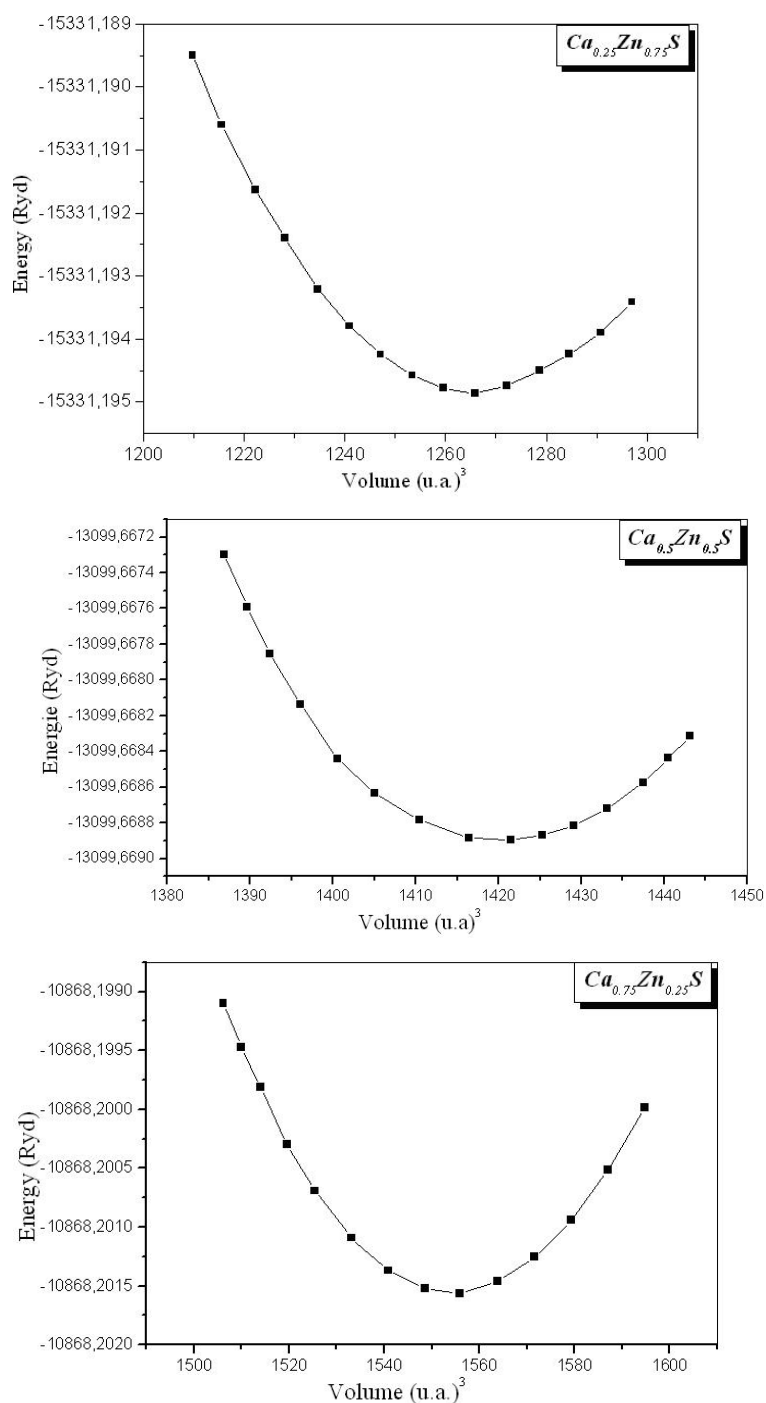 Ca0.25Zn0.75S
-15331,189
-15331,190
-15331,191
-15331,192
-15331,193
-15331,194
-15331,195
Energy (Ryd)
1200 1220 1240 1260 1280 1300
Volume (u.a.)³
Ca0.5Zn0.5S
-13099,6672
-13099,6674
-13099,6676
-13099,6678
-13099,6680
-13099,6682
-13099,6684
-13099,6686
-13099,6688
-13099,6690
Energie (Ryd)
1380 1390 1400 1410 1420 1430 1440 1450
Volume (u.a)³
Ca0.75Zn0.25S
-10868,1990
-10868,1995
-10868,2000
-10868,2005
-10868,2010
-10868,2015
-10868,2020
Energy (Ryd)
1500 1520 1540 1560 1580 1600
Volume (u.a.)³